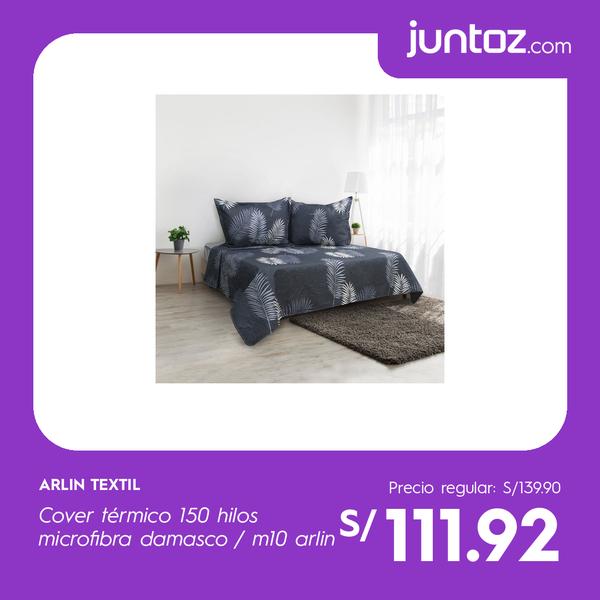 juntoz.com
ARLIN TEXTIL
Cover térmico 150 hilos
microfibra damasco / m10 arlin
Precio regular: S/139.90
S/111.92